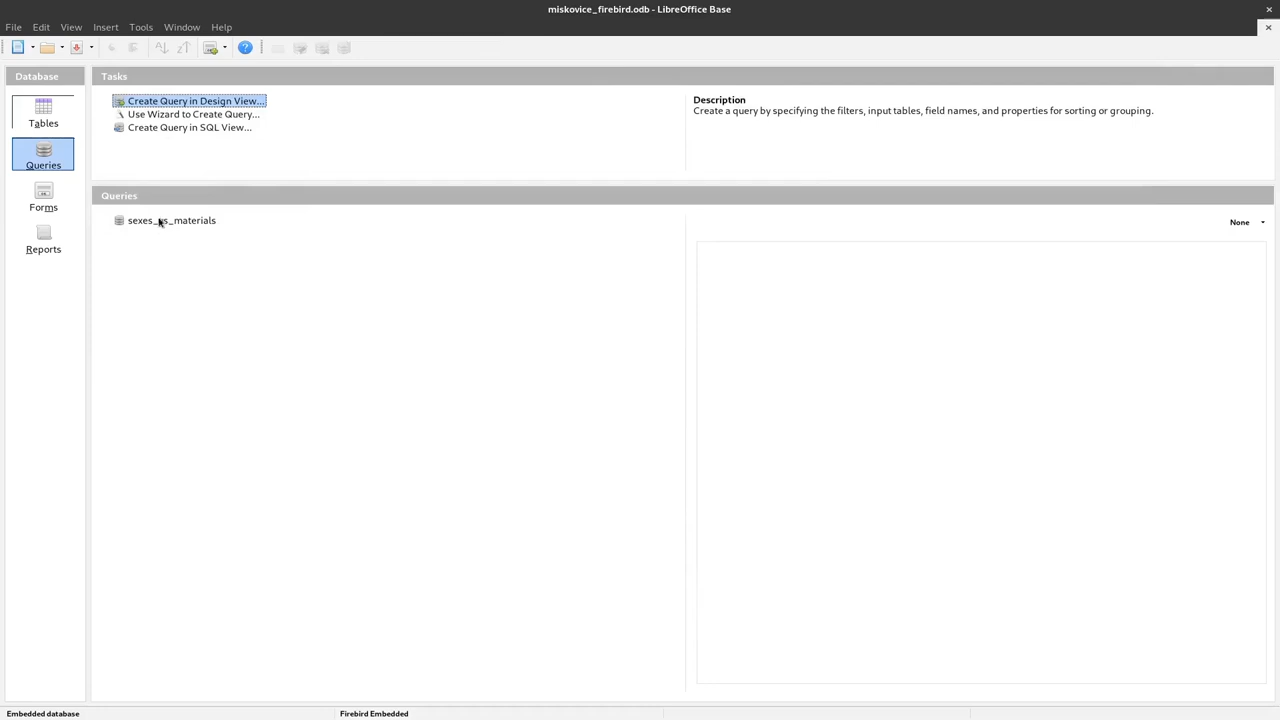 miskovice_firebird.odb - LibreOffice Base
File Edit View Insert Tools Window Help
Database
Tables
Queries
Forms
Reports
Tasks
Create Query in Design View...
Use Wizard to Create Query...
Create Query in SQL View...
Description
Create a query by specifying the filters, input tables, field names, and properties for sorting or grouping.
Queries
sexes_vs_materials
None
Embedded database
Firebird Embedded